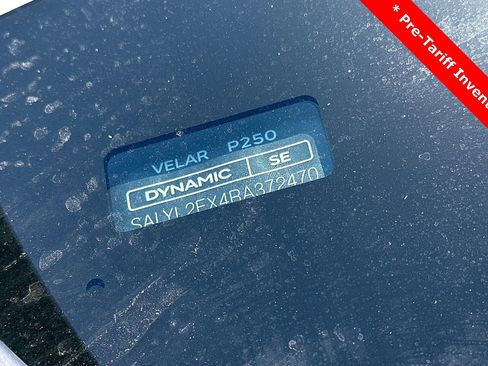 * Pre-Tariff Inven
VELAR P250
DYNAMIC SE
SALYL2EX4RA372470